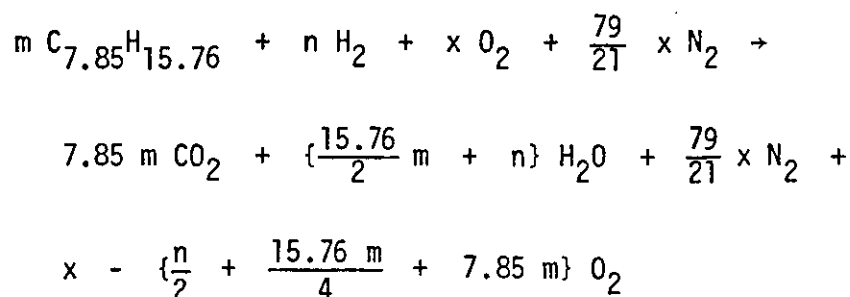 m C7.85H15.76 + n H2 + x O2 + 79/21 x N2 →
7.85 m CO2 + {15.76/2 m + n} H2O + 79/21 x N2 +
x - {n/2 + 15.76 m/4 + 7.85 m} O2